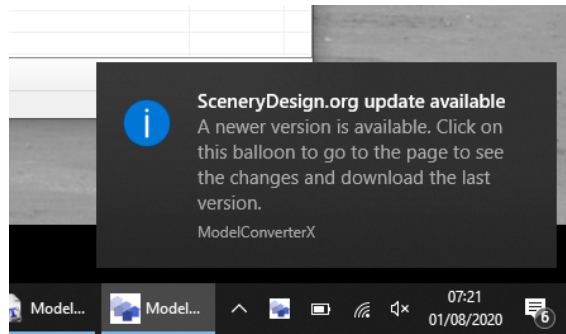 SceneryDesign.org update available
A newer version is available. Click on
this balloon to go to the page to see
the changes and download the last
version.
ModelConverterX
Model...
Model...
07:21
01/08/2020
6